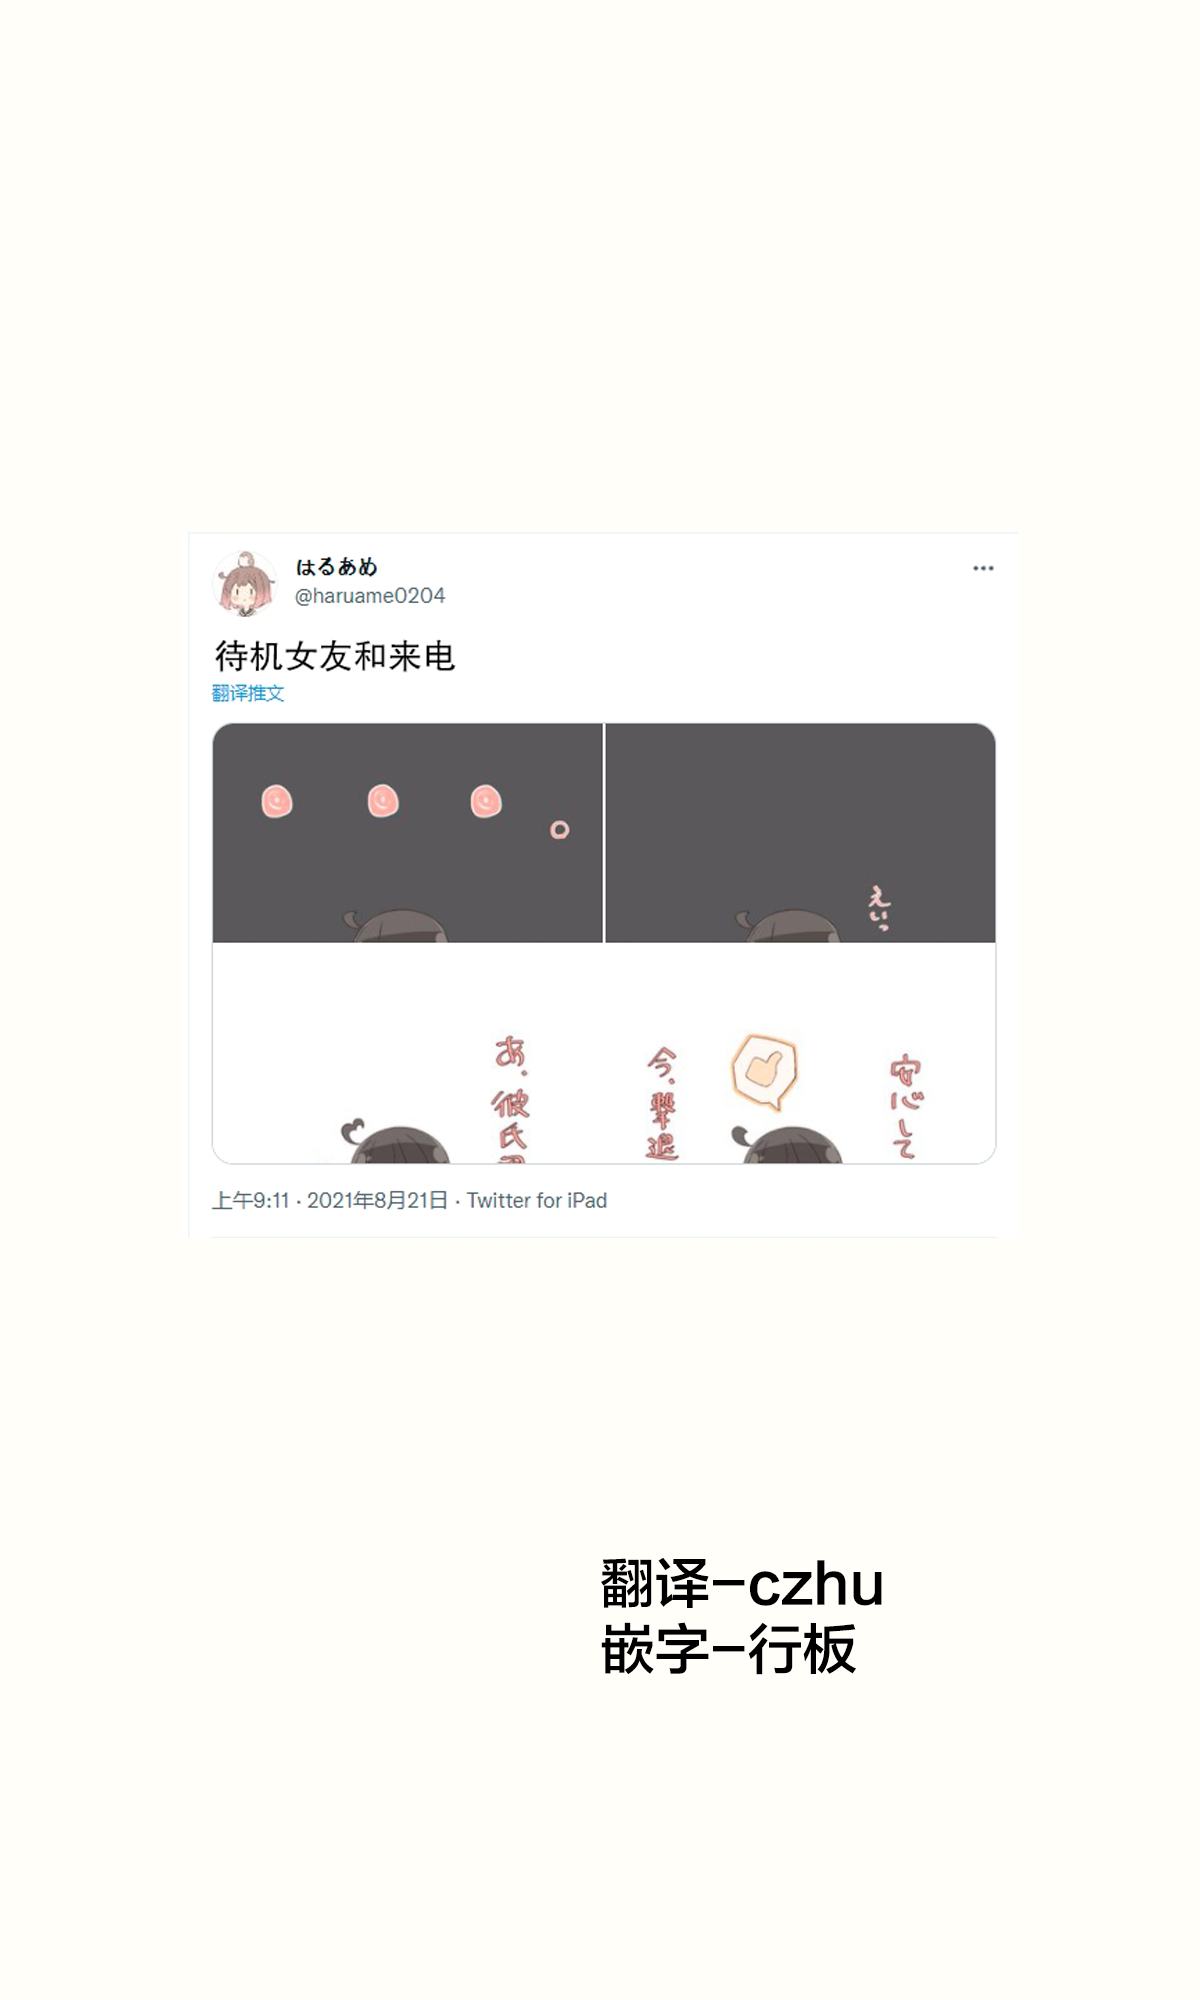 はるあめ
@haruame0204
待机女友和来电
翻译推文
えいっ
あ、彼氏
今、撃退
安心して
上午9:11 · 2021年8月21日 · Twitter for iPad
翻译-czhu
嵌字-行板